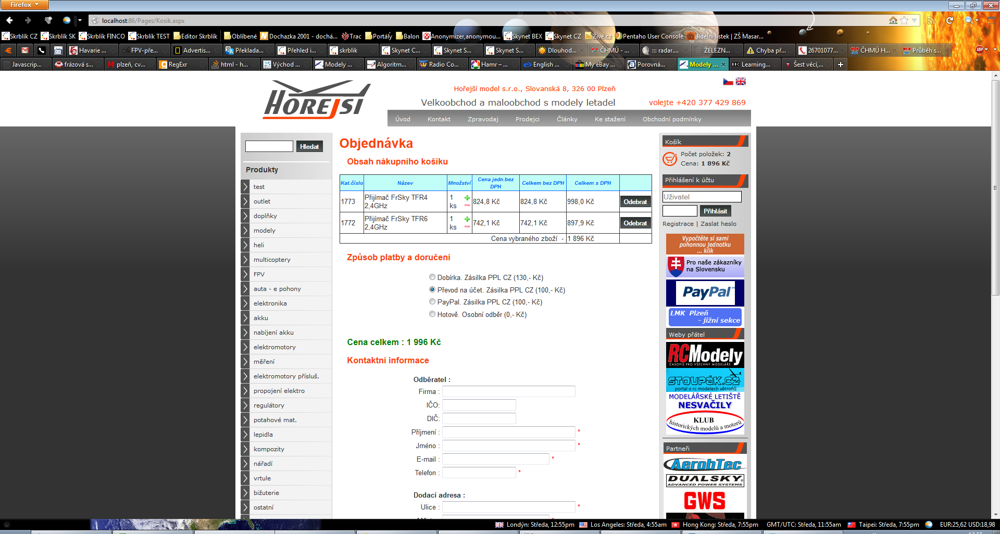 Firefox
localhost:86/Pages/Kosik.aspx
Skrblík CZ Skrblík SK Skrblík FINCO Skrblík TEST Editor Skrblík Oblíbené Dochazka 2001 - dochá... Trac Portály Balon Anonymizer,anonymou... Skynet BEX Skynet CZ Živě.cz Pentaho User Console Jídelní lístek | ZŠ Masar...
Havarie ... FPV-pře... Advertis... Překlada... Přehled i... skrblik Skynet C... Skynet S... Skynet S... Dlouhod... ČHMÚ - ... ::: radar.... ŽELEZN... Chyba př... 26701077... ČHMÚ H... Průběh s... ABP
Javascrip... frázová s... plzeň, cv... RegExr html - h... Východ ... Modely ... Algoritm... Radio Co... Hamr – ... English ... My eBay ... Porovná... Modely ... BBC Learning... Šest věcí,...
HOREJSI
Hořejší model s.r.o., Slovanská 8, 326 00 Plzeň
Velkoobchod a maloobchod s modely letadel
volejte +420 377 429 869
Úvod Kontakt Zpravodaj Prodejci Články Ke stažení Obchodní podmínky
Hledat
Produkty
test
outlet
doplňky
modely
heli
multicoptery
FPV
auta - e pohony
elektronika
akku
nabíjení akku
elektromotory
měření
elektromotory přísluš.
propojení elektro
regulátory
potahové mat.
lepidla
kompozity
nářadí
vrtule
bižuterie
ostatní
Objednávka
Obsah nákupního košíku
Kat.číslo Název Množství Cena jedn.bez DPH Celkem bez DPH Celkem s DPH
1773 Přijímač FrSky TFR4 2,4GHz 1 ks 824,8 Kč 824,8 Kč 998,0 Kč Odebrat
1772 Přijímač FrSky TFR6 2,4GHz 1 ks 742,1 Kč 742,1 Kč 897,9 Kč Odebrat
Cena vybraného zboží - 1 896 Kč
Způsob platby a doručení
Dobírka. Zásilka PPL CZ (130,- Kč)
Převod na účet. Zásilka PPL CZ (100,- Kč)
PayPal. Zásilka PPL CZ (100,- Kč)
Hotově. Osobní odběr (0,- Kč)
Cena celkem : 1 996 Kč
Kontaktní informace
Odběratel :
Firma :
IČO:
DIČ:
Příjmení : *
Jméno : *
E-mail : *
Telefon : *
Dodací adresa :
Ulice : *
Košík
Počet položek: 2
Cena: 1 896 Kč
Přihlášení k účtu
Uživatel
Přihlásit
Registrace | Zaslat heslo
Vypočtěte si sami
pohonnou jednotku
... klik
Pro naše zákazníky
na Slovensku
PayPal
LMK Plzeň
- jižní sekce
Weby přátel
RCModely
ČASOPIS PRO VŠECHNY MODELÁŘE
STOUPÁK.CZ
portal o rc modelech větroňů
MODELÁŘSKÉ LETIŠTĚ
NESVAČILY
KLUB
historických modelů a motorů
Partneři
AerobTec
DUALSKY
ADVANCED POWER SYSTEMS
GWS
Londýn: Středa, 12:55pm Los Angeles: Středa, 4:55am Hong Kong: Středa, 7:55pm GMT/UTC: Středa, 11:55am Taipei: Středa, 7:55pm EUR:25,62 USD:18,98